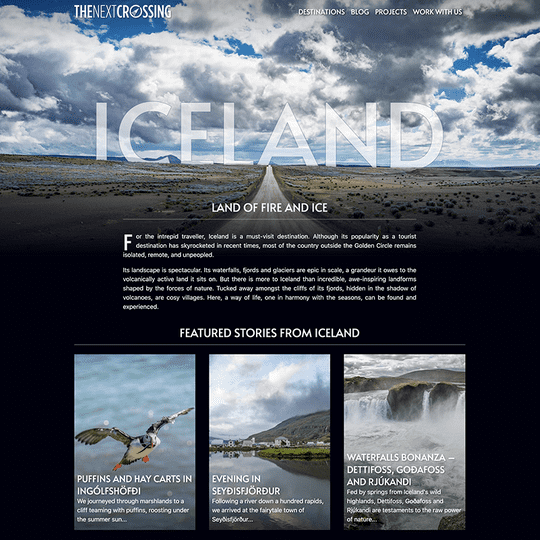 THENEXTCROSSING
DESTINATIONS BLOG PROJECTS WORK WITH US
ICELAND
LAND OF FIRE AND ICE
For the intrepid traveller, Iceland is a must-visit destination. Although its popularity as a tourist
destination has skyrocketed in recent times, most of the country outside the Golden Circle remains
isolated, remote, and unpeopled.
Its landscape is spectacular. Its waterfalls, fjords and glaciers are epic in scale, a grandeur it owes to the
volcanically active land it sits on. But there is more to Iceland than incredible, awe-inspiring landforms
shaped by the forces of nature. Tucked away amongst the cliffs of its fjords, hidden in the shadow of
volcanoes, are cosy villages. Here, a way of life, one in harmony with the seasons, can be found and
experienced.
FEATURED STORIES FROM ICELAND
PUFFINS AND HAY CARTS IN
INGÓLFSHÖFÐI
We journeyed through marshlands to a
cliff teaming with puffins, roosting under
the summer sun...
EVENING IN
SEYÐISFJÖRÐUR
Following a river down a hundred rapids,
we arrived at the fairytale town of
Seyðisfjörður...
WATERFALLS BONANZA –
DETTIFOSS, GOÐAFOSS
AND RJÚKANDI
Fed by springs from Iceland's wild
highlands, Dettifoss, Goðafoss and
Rjúkandi are testaments to the raw power
of nature...